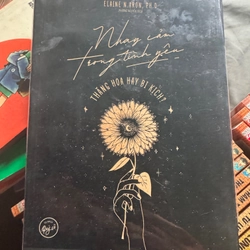 ELAINE N.ARON, PH.D
Nhạy cảm
trong tình yêu
THĂNG HOA HAY BI KỊCH?